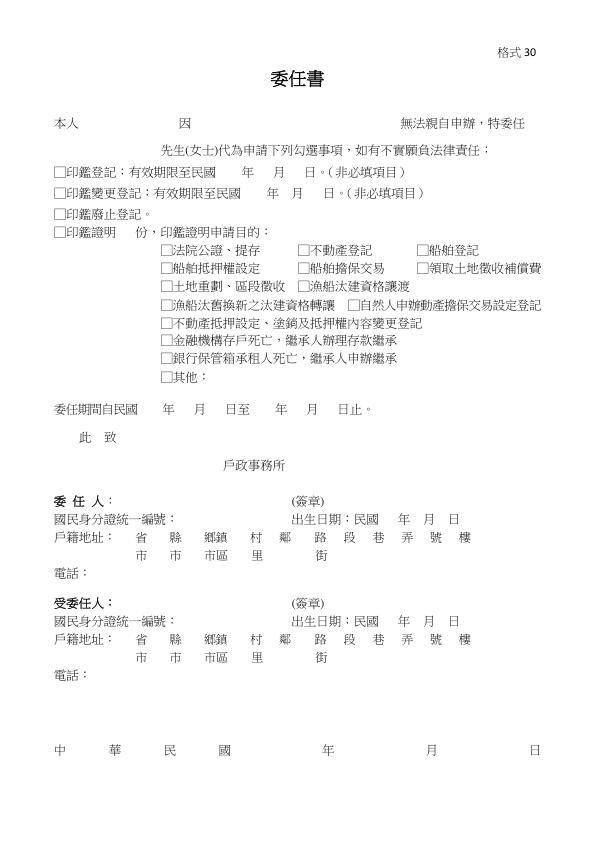 格式 30
委任書
本人 因 無法親自申辦，特委任
先生(女士)代為申請下列勾選事項，如有不實願負法律責任：
□印鑑登記：有效期限至民國 年 月 日。（非必填項目）
□印鑑變更登記：有效期限至民國 年 月 日。（非必填項目）
□印鑑廢止登記。
□印鑑證明 份，印鑑證明申請目的：
□法院公證、提存 □不動產登記 □船舶登記
□船舶抵押權設定 □船舶擔保交易 □領取土地徵收補償費
□土地重劃、區段徵收 □漁船汰建資格讓渡
□漁船汰舊換新之汰建資格轉讓 □自然人申辦動產擔保交易設定登記
□不動產抵押設定、塗銷及抵押權內容變更登記
□金融機構存戶死亡，繼承人辦理存款繼承
□銀行保管箱承租人死亡，繼承人申辦繼承
□其他：
委任期間自民國 年 月 日至 年 月 日止。
此 致
戶政事務所
委 任 人： (簽章)
國民身分證統一編號： 出生日期：民國 年 月 日
戶籍地址： 省 縣 鄉鎮 村 鄰 路 段 巷 弄 號 樓
市 市 市區 里 街
電話：
受委任人： (簽章)
國民身分證統一編號： 出生日期：民國 年 月 日
戶籍地址： 省 縣 鄉鎮 村 鄰 路 段 巷 弄 號 樓
市 市 市區 里 街
電話：
中 華 民 國 年 月 日